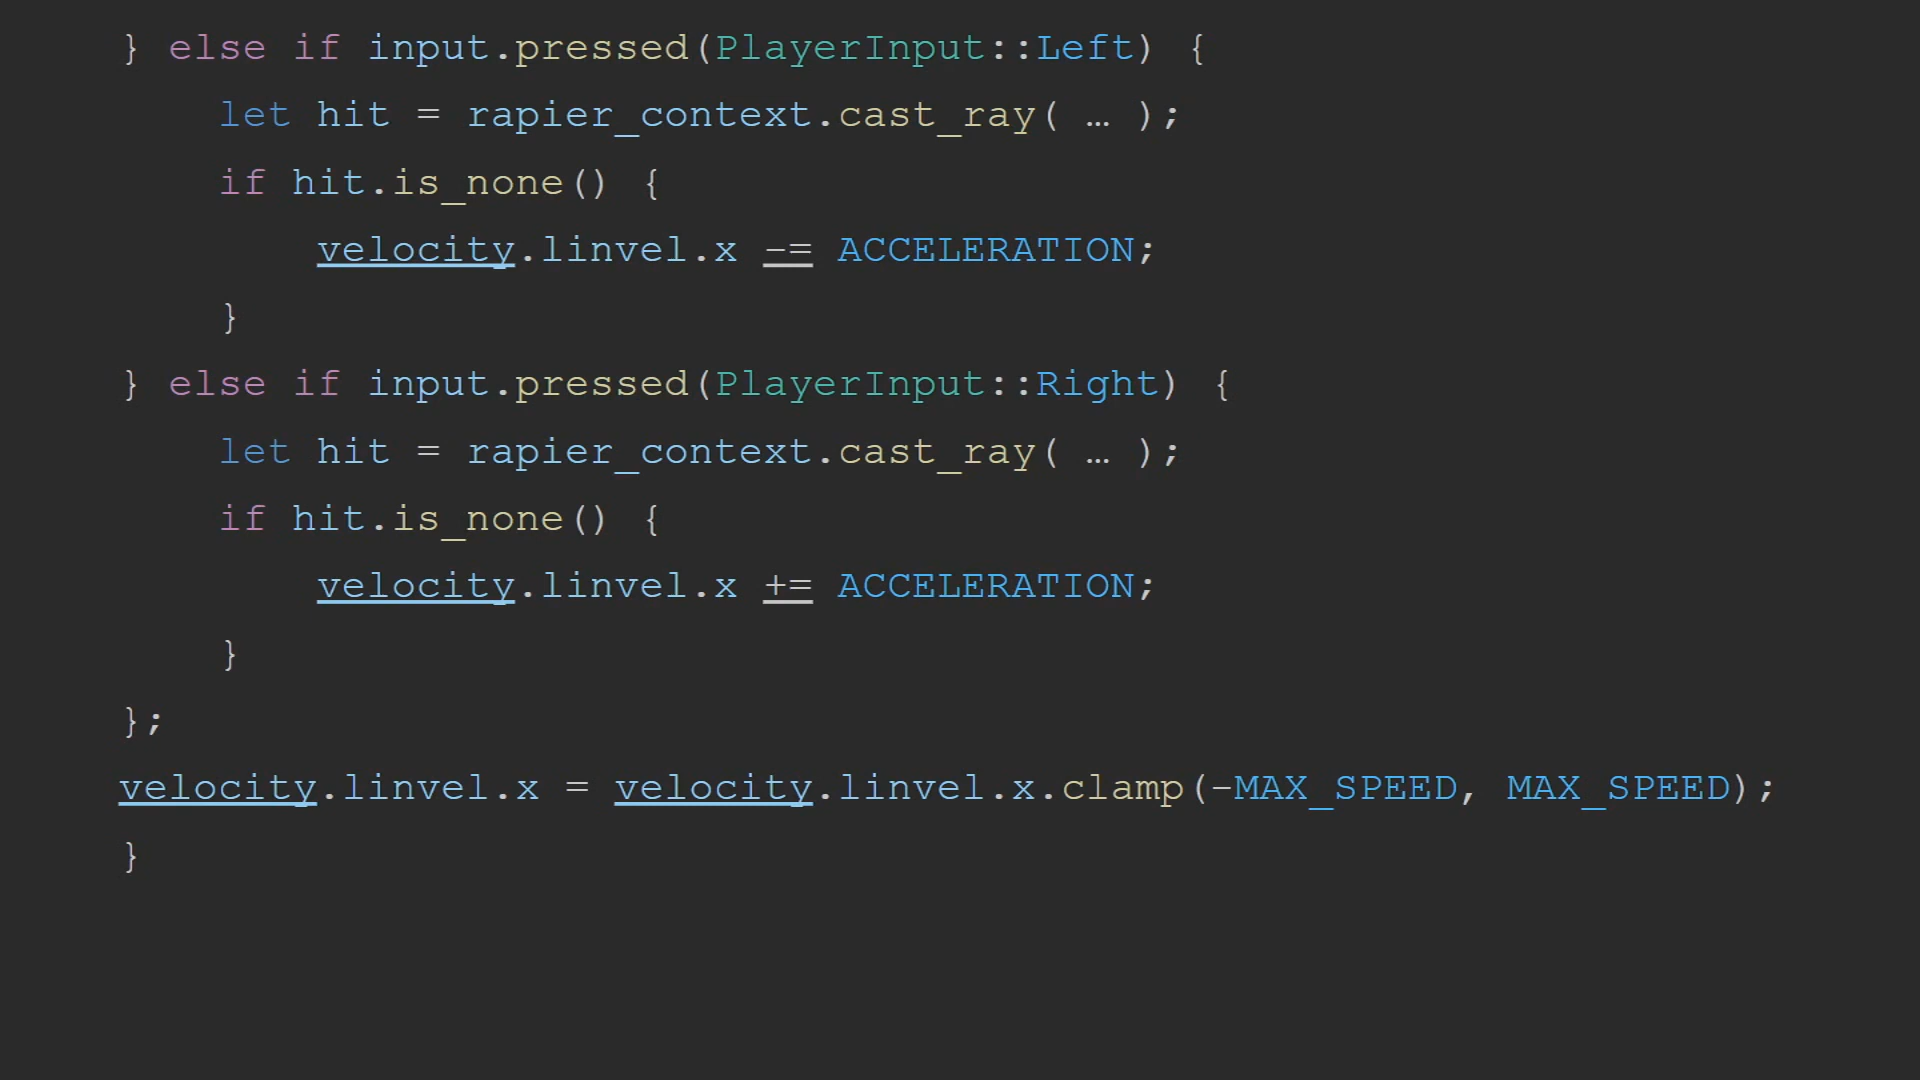 } else if input.pressed(PlayerInput::Left) {
let hit = rapier_context.cast_ray( … );
if hit.is_none() {
velocity.linvel.x -= ACCELERATION;
}
} else if input.pressed(PlayerInput::Right) {
let hit = rapier_context.cast_ray( … );
if hit.is_none() {
velocity.linvel.x += ACCELERATION;
}
};
velocity.linvel.x = velocity.linvel.x.clamp(-MAX_SPEED, MAX_SPEED);
}